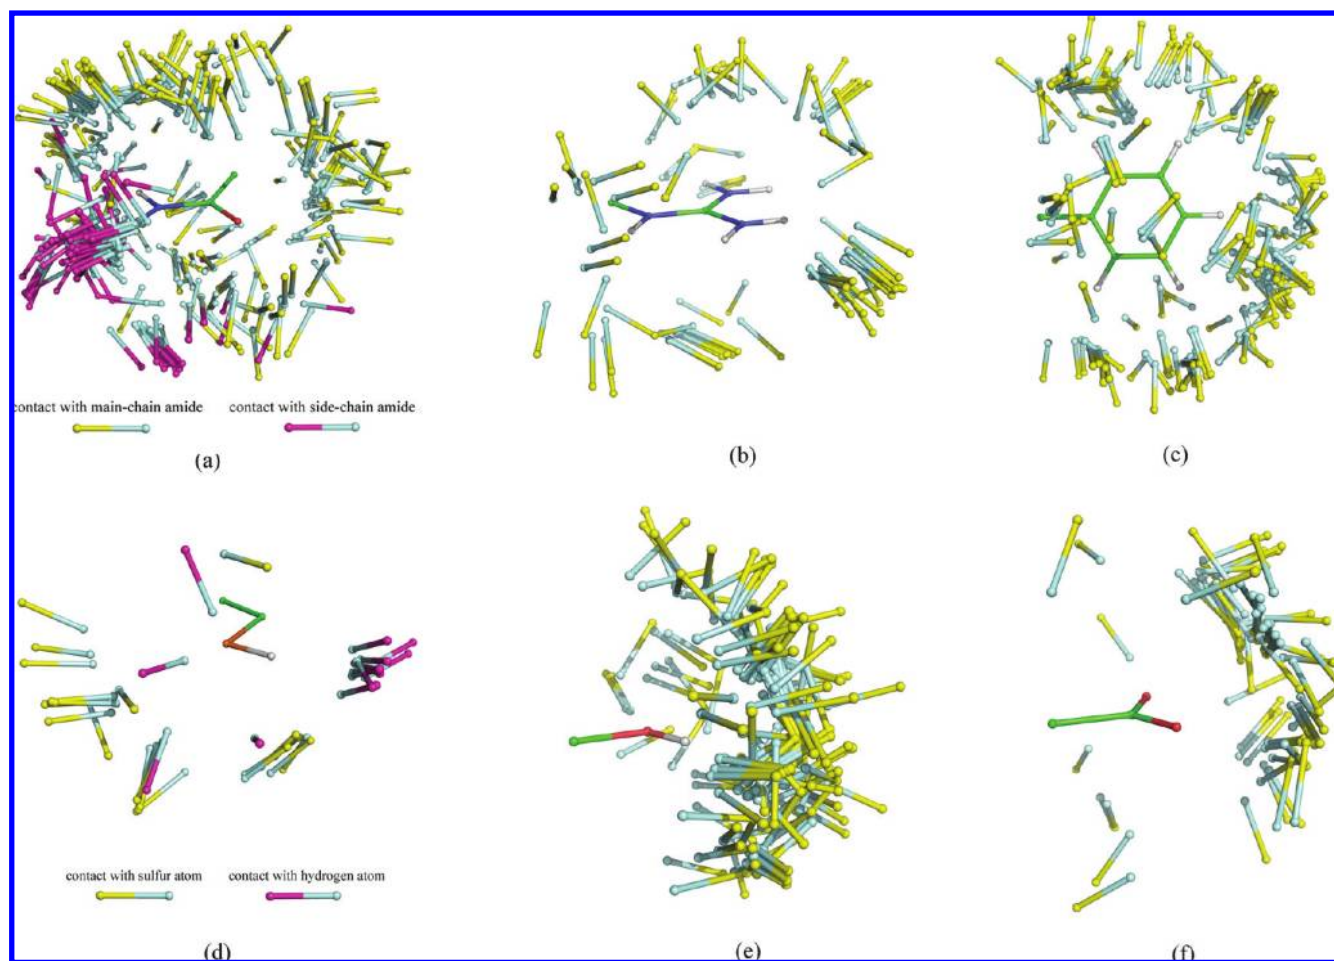 contact with main-chain amide
contact with side-chain amide
(a)
(b)
(c)
contact with sulfur atom
contact with hydrogen atom
(d)
(e)
(f)